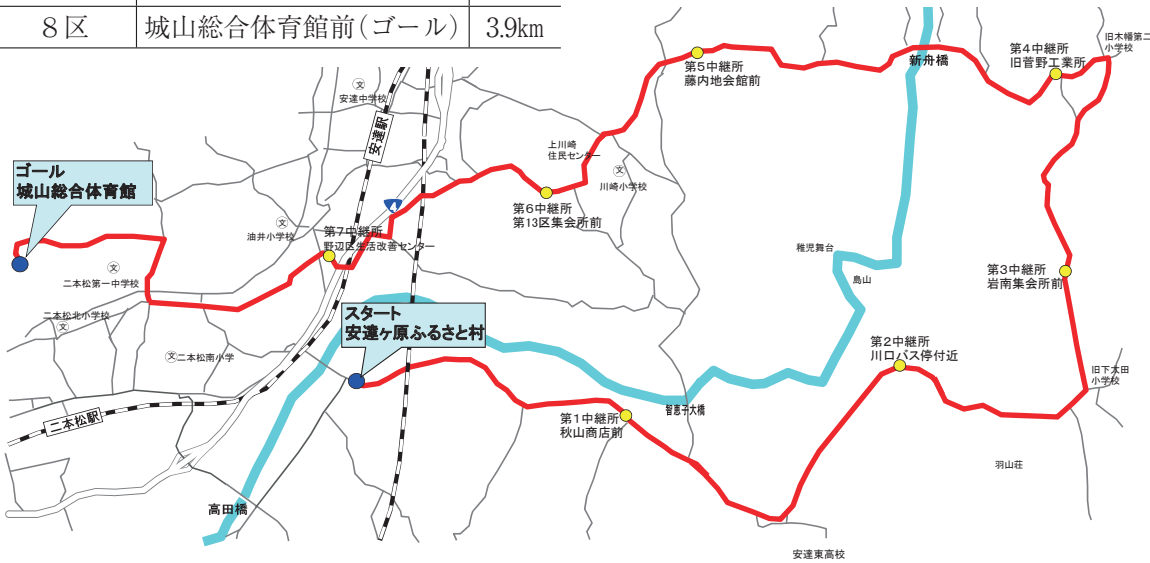 8区 城山総合体育館前(ゴール) 3.9km
旧木幡第二
小学校
第4中継所
旧菅野工業所
新舟橋
第5中継所
藤内地会館前
文
安達中学校
安達駅
上川崎
住民センター
文
川崎小学校
ゴール
城山総合体育館
4
第6中継所
第13区集会所前
文
油井小学校
第7中継所
野辺区生活改善センター
稚児舞台
島山
第3中継所
岩南集会所前
文
二本松第一中学校
二本松北小学校
文
スタート
安達ヶ原ふるさと村
文二本松南小学
第2中継所
川口バス停付近
旧下太田
小学校
二本松駅
第1中継所
秋山商店前
智恵子大橋
羽山荘
高田橋
安達東高校